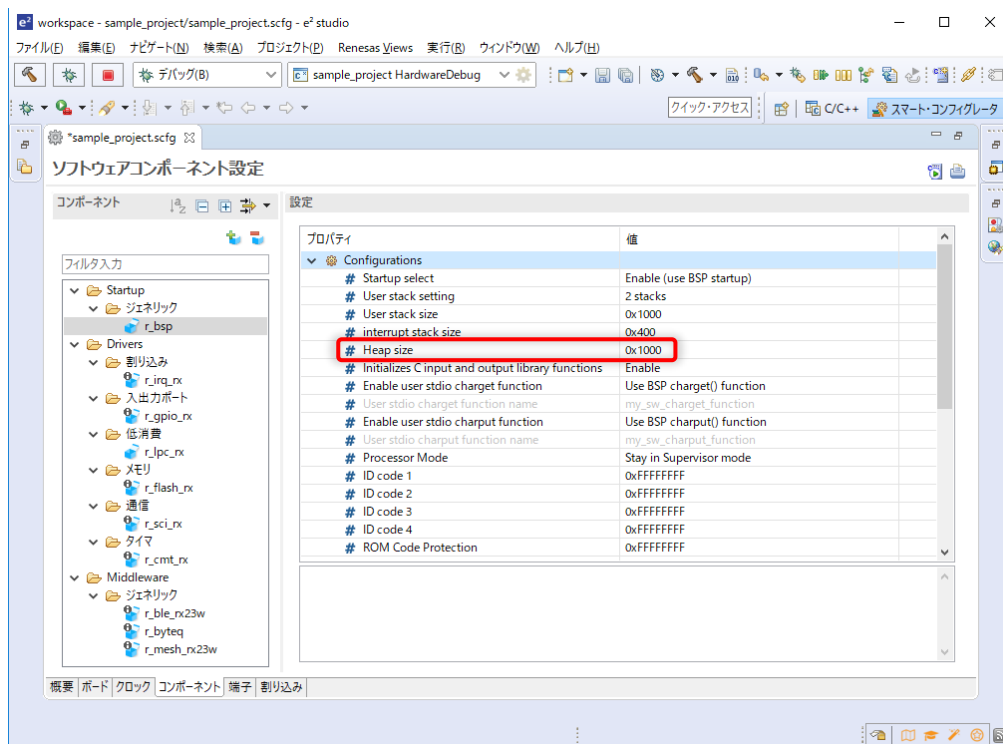 e² workspace - sample_project/sample_project.scfg - e² studio
ファイル(F) 編集(E) ナビゲート(N) 検索(A) プロジェクト(P) Renesas Views 実行(R) ウィンドウ(W) ヘルプ(H)
デバッグ(B) sample_project HardwareDebug
クイック・アクセス C/C++ スマート・コンフィグレータ
*sample_project.scfg
ソフトウェアコンポーネント設定
コンポーネント
設定
フィルタ入力
Startup
ジェネリック
r_bsp
Drivers
割り込み
r_irq_rx
入出力ポート
r_gpio_rx
低消費
r_lpc_rx
メモリ
r_flash_rx
通信
r_sci_rx
タイマ
r_cmt_rx
Middleware
ジェネリック
r_ble_rx23w
r_byteq
r_mesh_rx23w
プロパティ 値
Configurations
# Startup select Enable (use BSP startup)
# User stack setting 2 stacks
# User stack size 0x1000
# interrupt stack size 0x400
# Heap size 0x1000
# Initializes C input and output library functions Enable
# Enable user stdio charget function Use BSP charget() function
# User stdio charget function name my_sw_charget_function
# Enable user stdio charput function Use BSP charput() function
# User stdio charput function name my_sw_charput_function
# Processor Mode Stay in Supervisor mode
# ID code 1 0xFFFFFFFF
# ID code 2 0xFFFFFFFF
# ID code 3 0xFFFFFFFF
# ID code 4 0xFFFFFFFF
# ROM Code Protection 0xFFFFFFFF
概要 ボード クロック コンポーネント 端子 割り込み